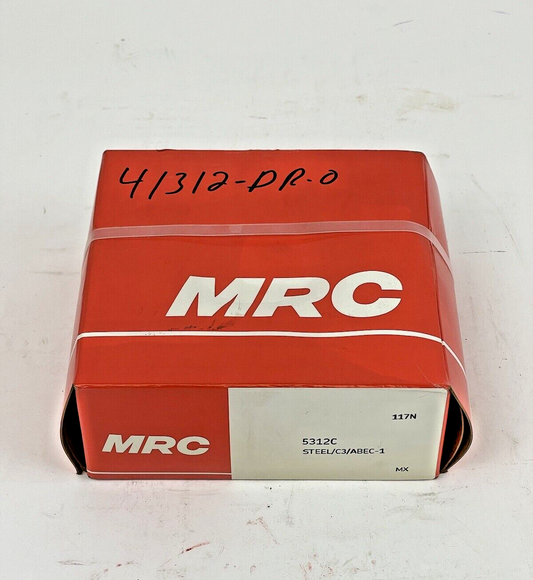 41312-DR-0
MRC
117N
MRC
5312C
STEEL/C3/ABEC-1
MX